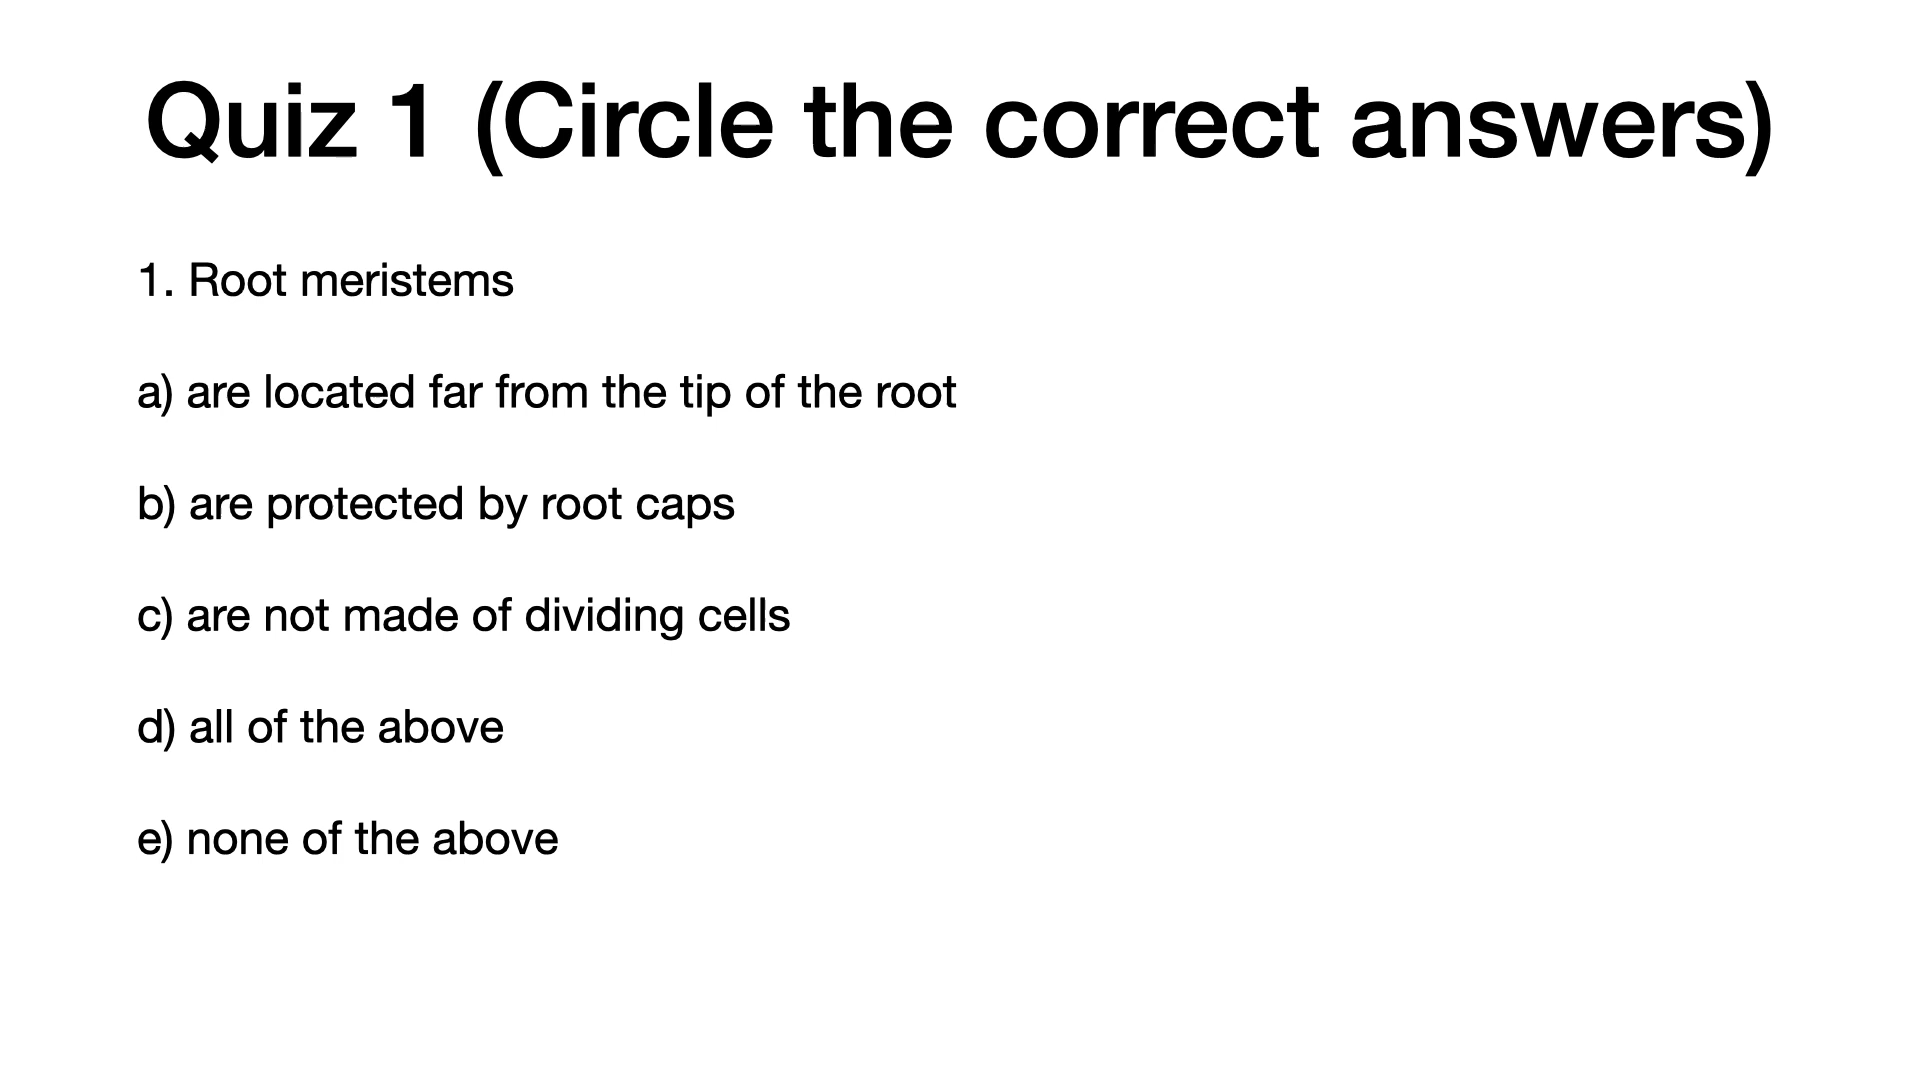 Quiz 1 (Circle the correct answers)
1. Root meristems
a) are located far from the tip of the root
b) are protected by root caps
c) are not made of dividing cells
d) all of the above
e) none of the above